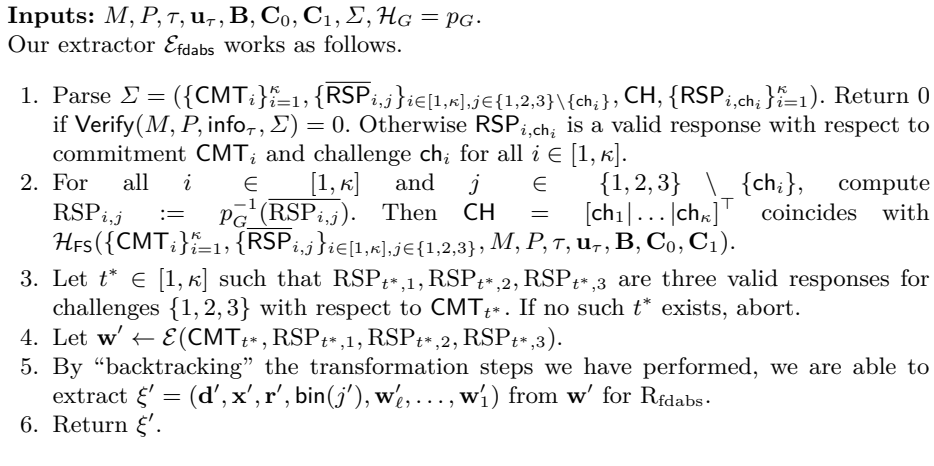 Inputs: M, P, τ, u_τ, B, C_0, C_1, Σ, H_G = p_G.
Our extractor E_fdabs works as follows.
1. Parse Σ = ({CMT_i}_{i=1}^κ, {\overline{RSP}_{i,j}}_{i∈[1,κ],j∈{1,2,3}\{ch_i}}, CH, {RSP_{i,ch_i}}_{i=1}^κ). Return 0
if Verify(M, P, info_τ, Σ) = 0. Otherwise RSP_{i,ch_i} is a valid response with respect to
commitment CMT_i and challenge ch_i for all i ∈ [1, κ].
2. For all i ∈ [1, κ] and j ∈ {1, 2, 3} \ {ch_i}, compute
RSP_{i,j} := p_G^{-1}(\overline{RSP_{i,j}}). Then CH = [ch_1| . . . |ch_κ]^⊤ coincides with
H_FS({CMT_i}_{i=1}^κ, {\overline{RSP}_{i,j}}_{i∈[1,κ],j∈{1,2,3}}, M, P, τ, u_τ, B, C_0, C_1).
3. Let t* ∈ [1, κ] such that RSP_{t*,1}, RSP_{t*,2}, RSP_{t*,3} are three valid responses for
challenges {1, 2, 3} with respect to CMT_{t*}. If no such t* exists, abort.
4. Let w′ ← E(CMT_{t*}, RSP_{t*,1}, RSP_{t*,2}, RSP_{t*,3}).
5. By “backtracking” the transformation steps we have performed, we are able to
extract ξ′ = (d′, x′, r′, bin(j′), w′_ℓ, . . . , w′_1) from w′ for R_fdabs.
6. Return ξ′.